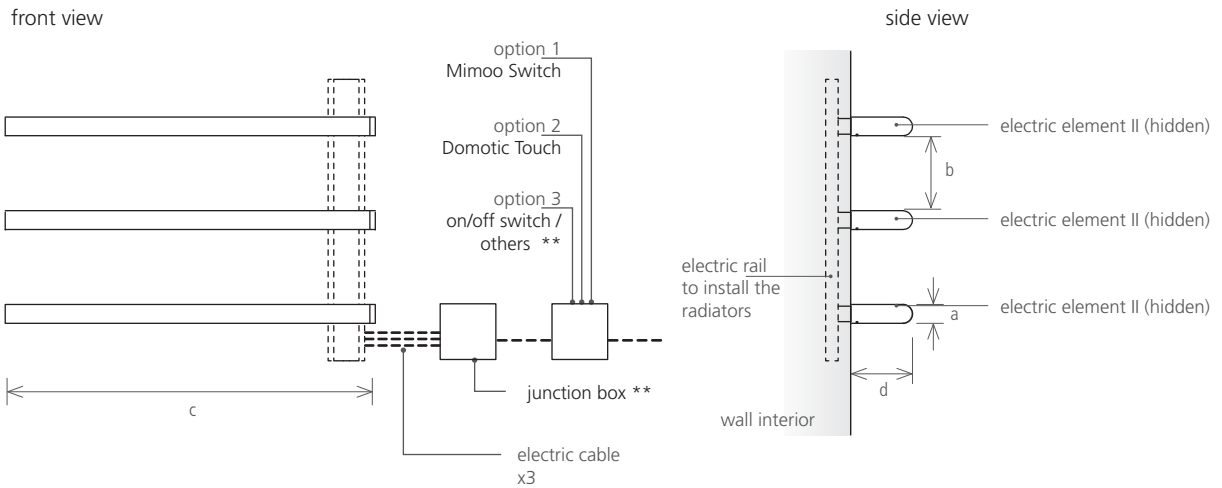 front view
side view
option 1
Mimoo Switch
option 2
Domotic Touch
option 3
on/off switch /
others **
junction box **
electric cable
x3
c
electric rail
to install the
radiators
wall interior
electric element II (hidden)
b
electric element II (hidden)
electric element II (hidden)
a
d